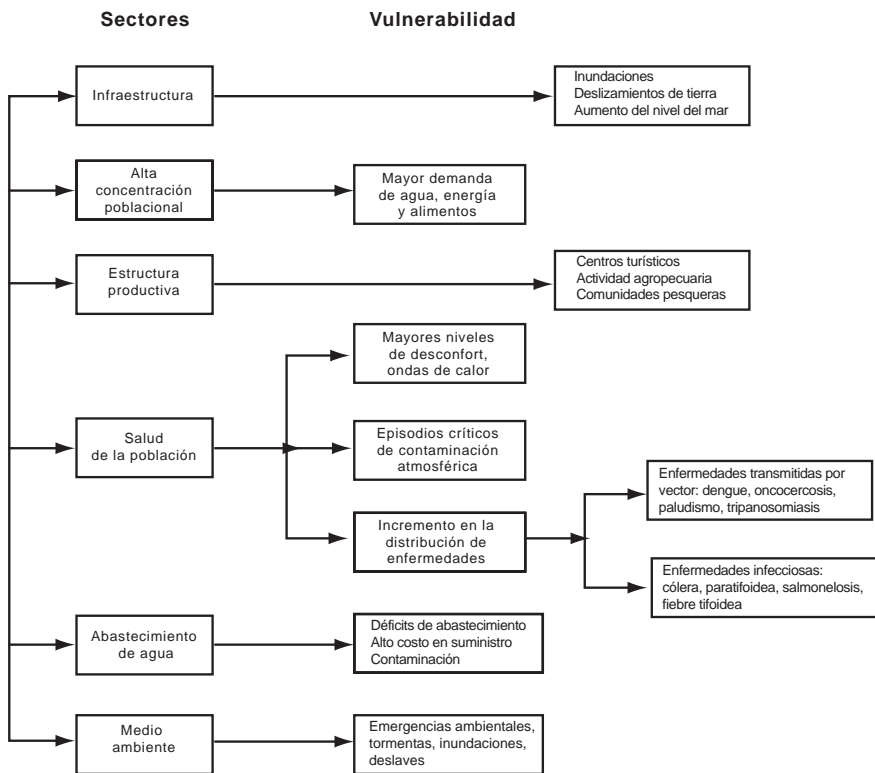 Sectores
Vulnerabilidad
Infraestructura
Inundaciones
Deslizamientos de tierra
Aumento del nivel del mar
Alta
concentración
poblacional
Mayor demanda
de agua, energía
y alimentos
Estructura
productiva
Centros turísticos
Actividad agropecuaria
Comunidades pesqueras
Salud
de la población
Mayores niveles
de desconfort,
ondas de calor
Episodios críticos
de contaminación
atmosférica
Incremento en la
distribución de
enfermedades
Enfermedades transmitidas por
vector: dengue, oncocercosis,
paludismo, tripanosomiasis
Enfermedades infecciosas:
cólera, paratifoidea, salmonelosis,
fiebre tifoidea
Abastecimiento
de agua
Déficits de abastecimiento
Alto costo en suministro
Contaminación
Medio
ambiente
Emergencias ambientales,
tormentas, inundaciones,
deslaves